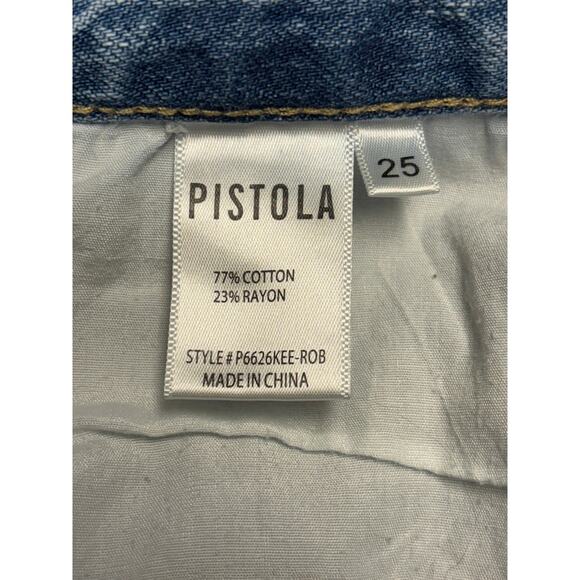 PISTOLA
25
77% COTTON
23% RAYON
STYLE # P6626KEE-ROB
MADE IN CHINA